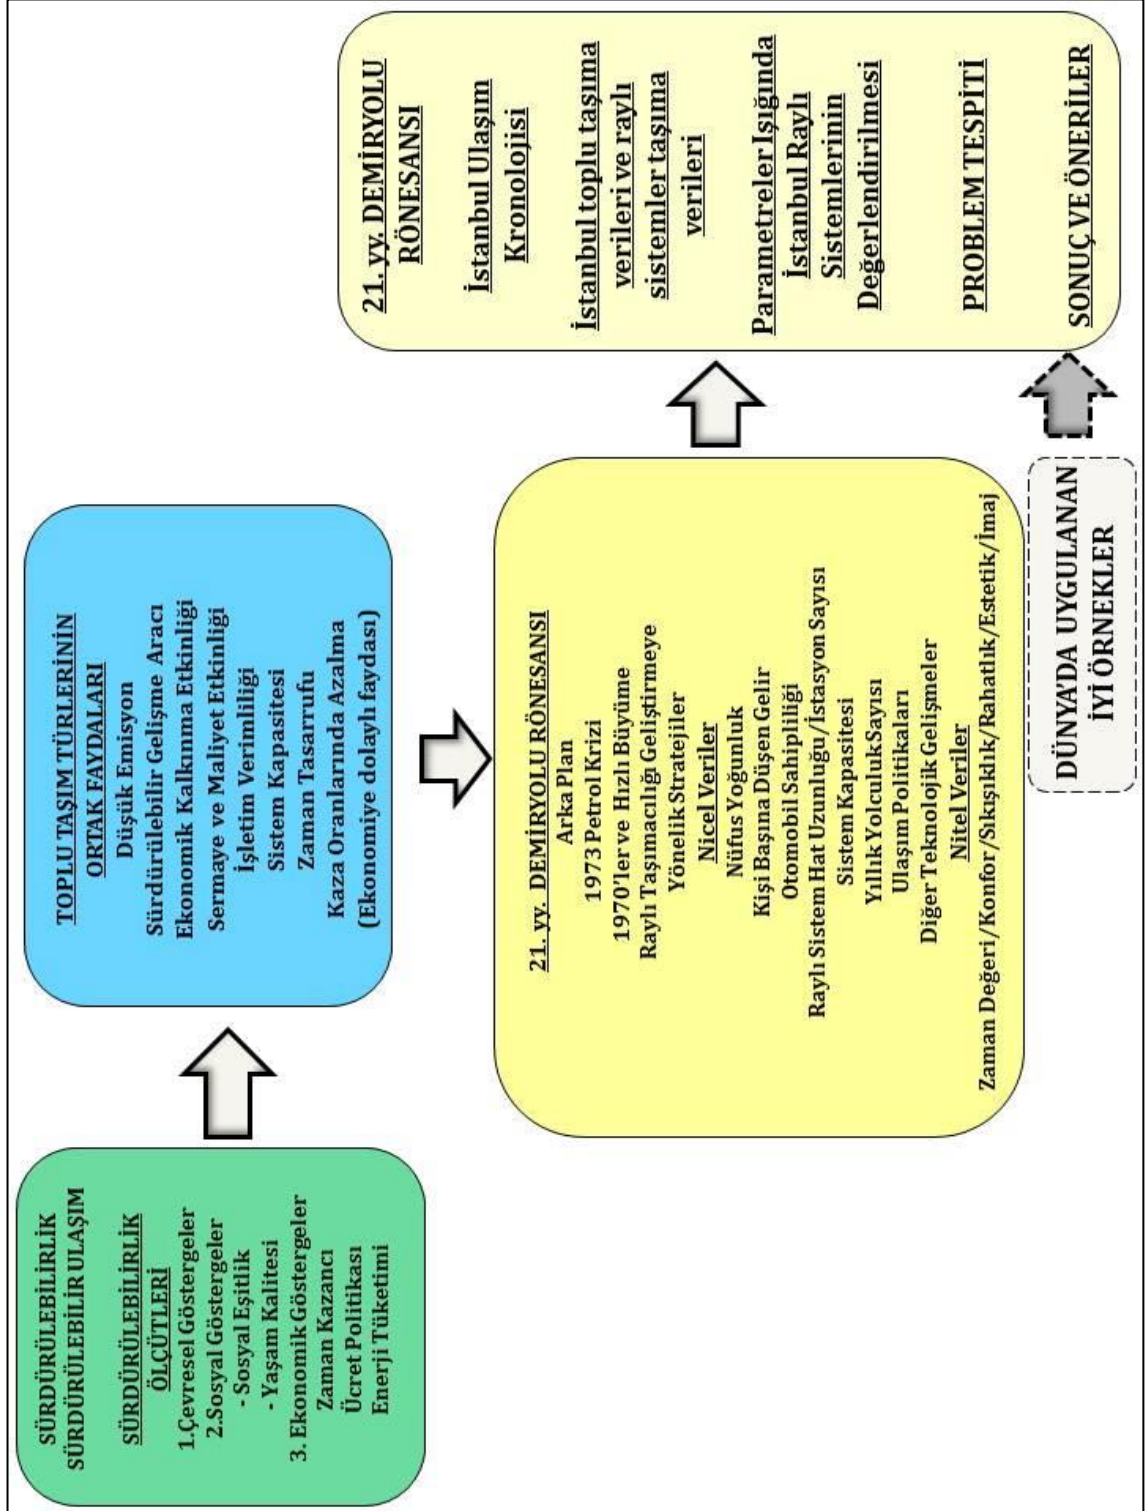 SÜRDÜRÜLEBİLİRLİK
SÜRDÜRÜLEBİLİR ULAŞIM
SÜRDÜRÜLEBİLİRLİK
ÖLÇÜTLERİ
1.Çevresel Göstergeler
2.Sosyal Göstergeler
- Sosyal Eşitlik
- Yaşam Kalitesi
3. Ekonomik Göstergeler
Zaman Kazancı
Ücret Politikası
Enerji Tüketimi
TOPLU TAŞIM TÜRLERİNİN
ORTAK FAYDALARI
Düşük Emisyon
Sürdürülebilir Gelişme Aracı
Ekonomik Kalkınma Etkinliği
Sermaye ve Maliyet Etkinliği
İşletim Verimliliği
Sistem Kapasitesi
Zaman Tasarrufu
Kaza Oranlarında Azalma
(Ekonomiye dolaylı faydası)
21. yy. DEMİRYOLU RÖNESANSI
Arka Plan
1973 Petrol Krizi
1970'ler ve Hızlı Büyüme
Raylı Taşımacılığı Geliştirmeye
Yönelik Stratejiler
Nicel Veriler
Nüfus Yoğunluk
Kişi Başına Düşen Gelir
Otomobil Sahipliliği
Raylı Sistem Hat Uzunluğu/İstasyon Sayısı
Sistem Kapasitesi
Yıllık Yolculuk Sayısı
Ulaşım Politikaları
Diğer Teknolojik Gelişmeler
Nitel Veriler
Zaman Değeri/Konfor/Sıkışıklık/Rahatlık/Estetik/İmaj
DÜNYA'DA UYGULANAN
İYİ ÖRNEKLER
21. yy. DEMİRYOLU
RÖNESANSI
İstanbul Ulaşım
Kronolojisi
İstanbul toplu taşıma
verileri ve raylı
sistemler taşıma
verileri
Parametreler Işığında
İstanbul Raylı
Sistemlerinin
Değerlendirilmesi
PROBLEM TESPİTİ
SONUÇ VE ÖNERİLER